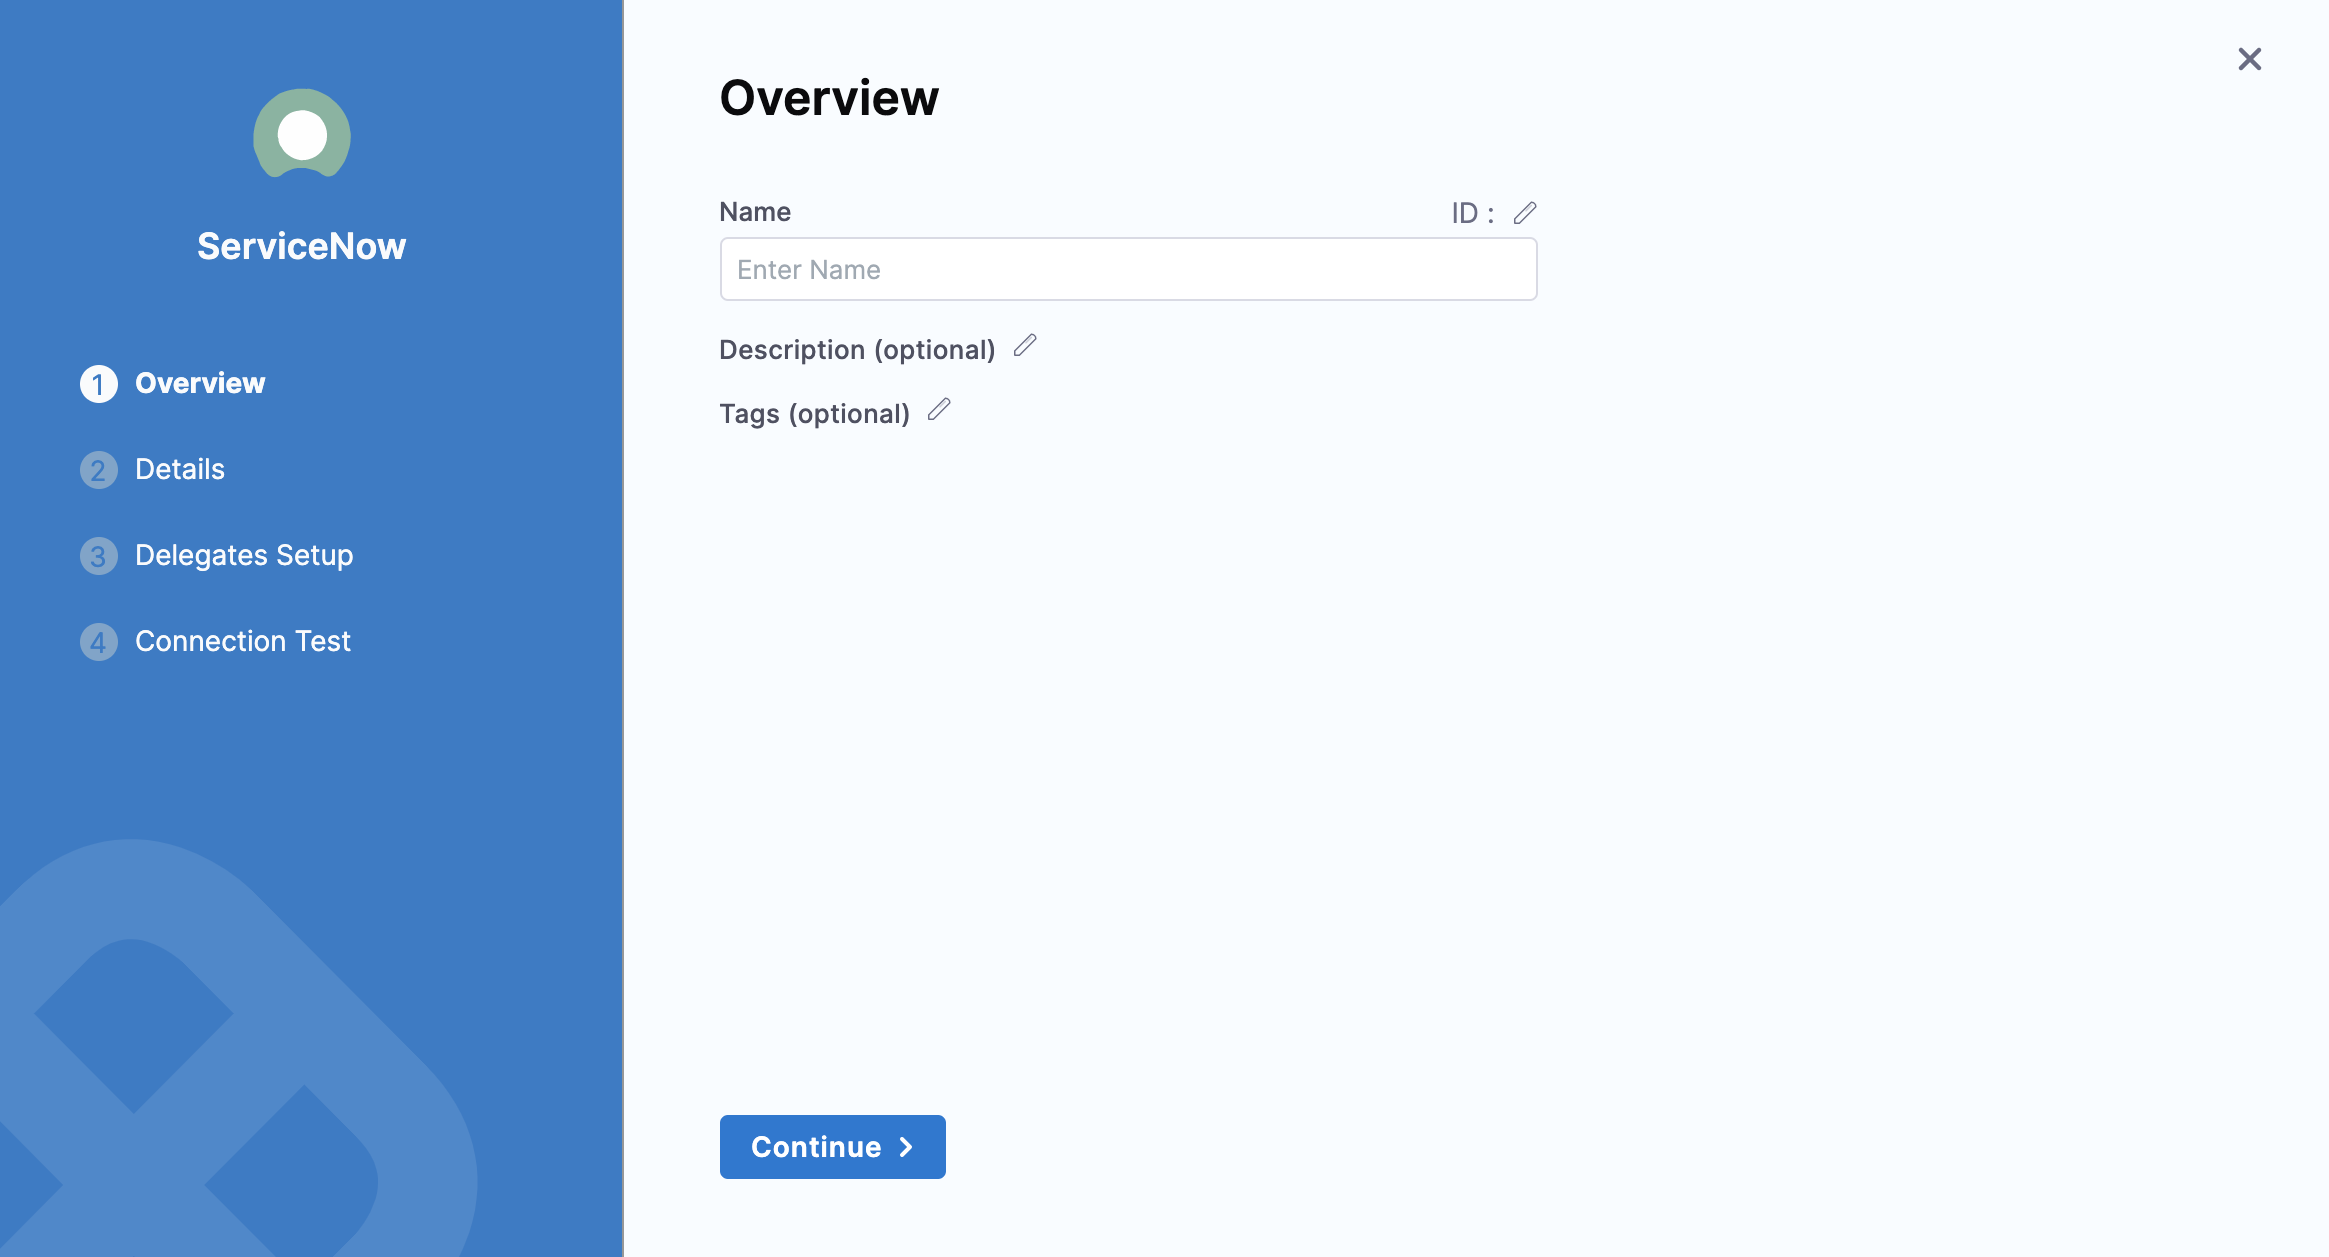 ServiceNow
1 Overview
2 Details
3 Delegates Setup
4 Connection Test
Overview
Name
ID :
Enter Name
Description (optional)
Tags (optional)
Continue